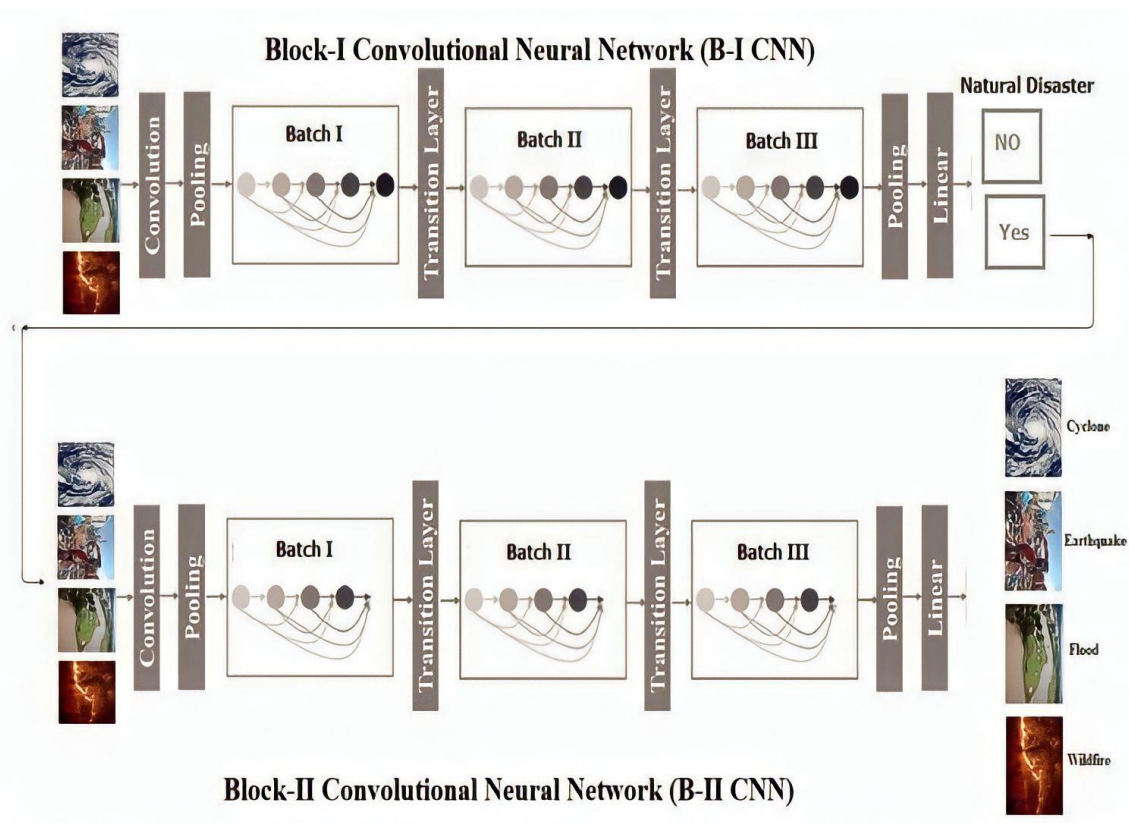 Block-I Convolutional Neural Network (B-I CNN)
Natural Disaster
Convolution
Pooling
Batch I
Transition Layer
Batch II
Transition Layer
Batch III
Pooling
Linear
NO
Yes
Convolution
Pooling
Batch I
Transition Layer
Batch II
Transition Layer
Batch III
Pooling
Linear
Cyclone
Earthquake
Flood
Wildfire
Block-II Convolutional Neural Network (B-II CNN)